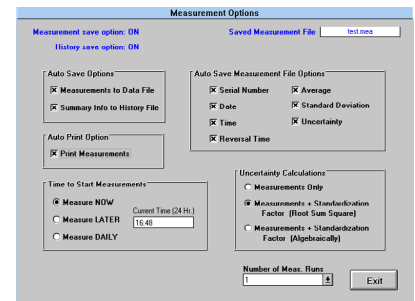 Measurement Options
Measurement save option: ON
Saved Measurement File test.mea
History save option: ON
Auto Save Options
Measurements to Data File
Summary Info to History File
Auto Save Measurement File Options
Serial Number
Average
Date
Standard Deviation
Time
Uncertainty
Reversal Time
Auto Print Option
Print Measurements
Time to Start Measurements
Measure NOW
Measure LATER
Measure DAILY
Current Time (24 Hr.)
16:48
Uncertainty Calculations
Measurements Only
Measurements + Standardization
Factor (Root Sum Square)
Measurements + Standardization
Factor (Algebraically)
Number of Meas. Runs
1
Exit